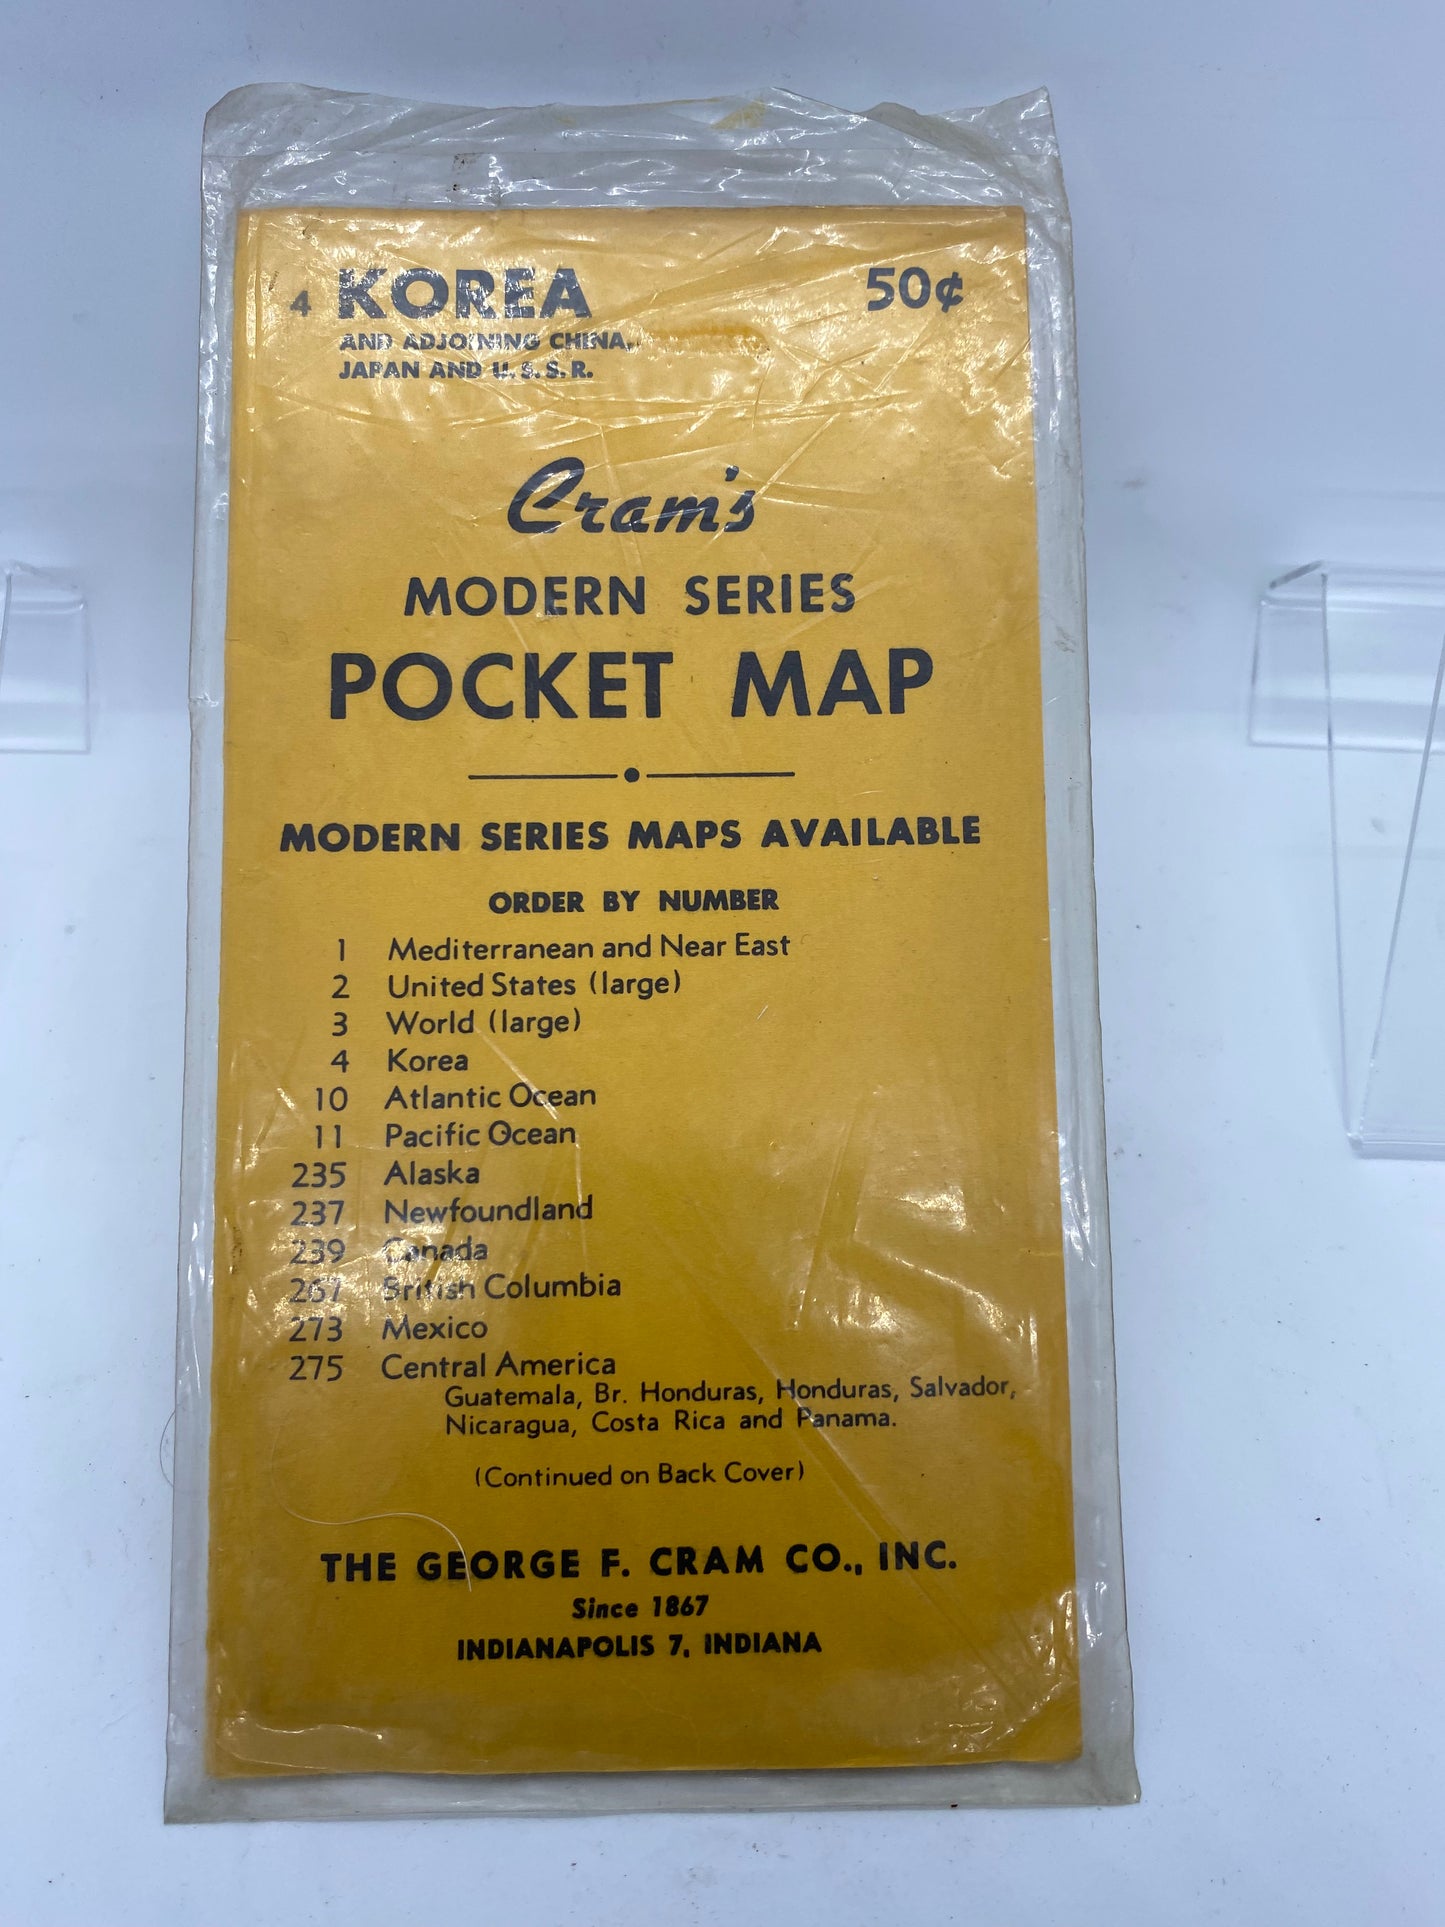 4 KOREA 50¢
AND ADJOINING CHINA,
JAPAN AND U.S.S.R.
Cram's
MODERN SERIES
POCKET MAP
MODERN SERIES MAPS AVAILABLE
ORDER BY NUMBER
1 Mediterranean and Near East
2 United States (large)
3 World (large)
4 Korea
10 Atlantic Ocean
11 Pacific Ocean
235 Alaska
237 Newfoundland
239 Canada
267 British Columbia
273 Mexico
275 Central America
Guatemala, Br. Honduras, Honduras, Salvador,
Nicaragua, Costa Rica and Panama.
(Continued on Back Cover)
THE GEORGE F. CRAM CO., INC.
Since 1867
INDIANAPOLIS 7, INDIANA